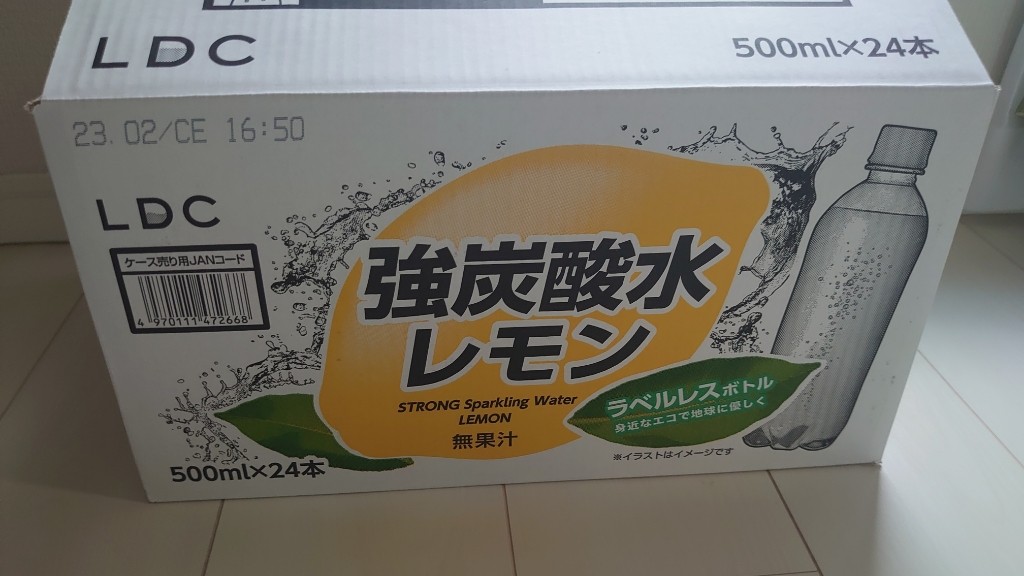 LDC
500ml×24本
23.02/CE 16:50
LDC
ケース売り用JANコード
4 970111 472668
強炭酸水
レモン
STRONG Sparkling Water
LEMON
無果汁
ラベルレスボトル
身近なエコで地球に優しく
※イラストはイメージです
500ml×24本